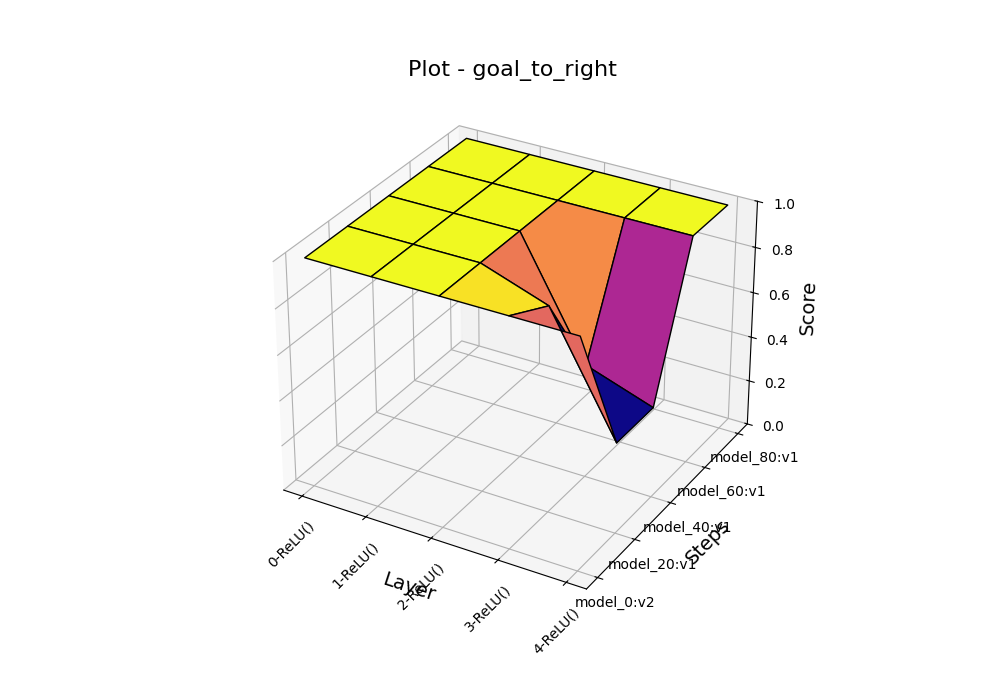 Plot - goal_to_right
1.0
0.8
0.6
0.4
0.2
0.0
Score
model_80:v1
model_60:v1
model_40:v1
model_20:v1
model_0:v2
Steps
0-ReLU()
1-ReLU()
2-ReLU()
3-ReLU()
4-ReLU()
Layer